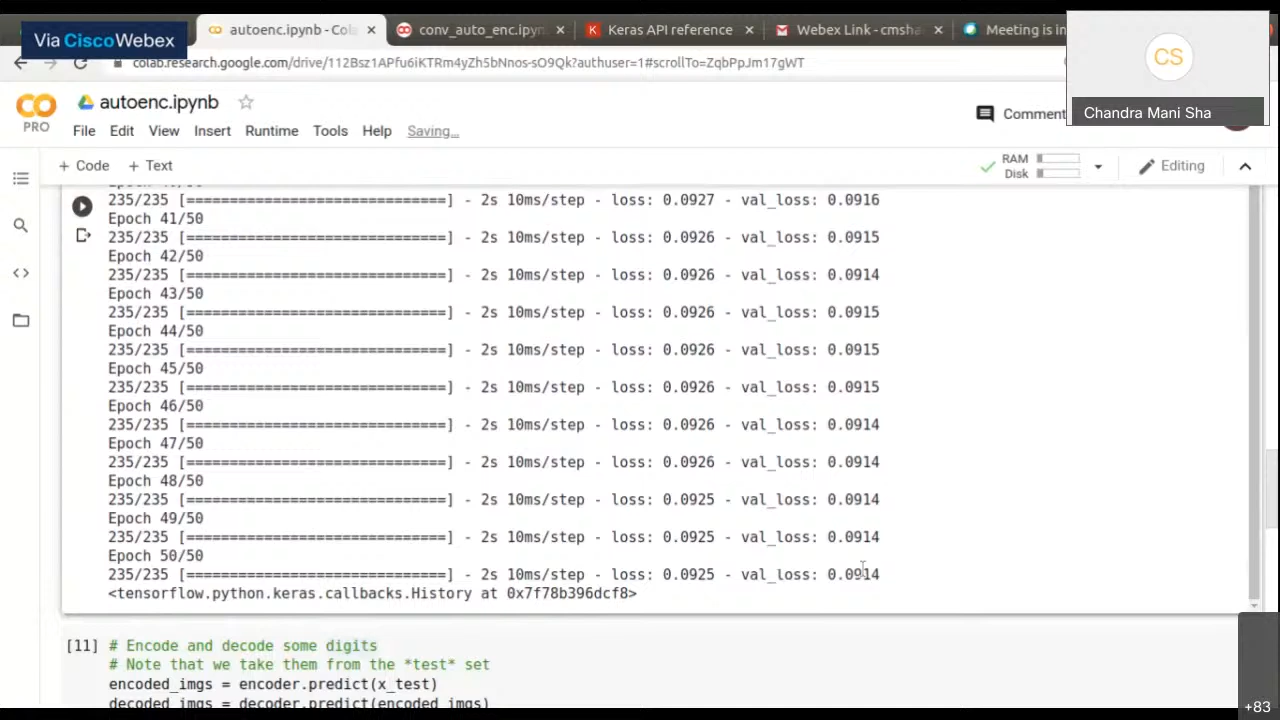 Via Cisco Webex
autoenc.ipynb - Col
conv_auto_enc.ipyn
Keras API reference
Webex Link - cmsha
Meeting is in
colab.research.google.com/drive/112Bsz1APfu6iKTRm4yZh5bNnos-sO9Qk?authuser=1#scrollTo=ZqbPpJm17gWT
CS
Chandra Mani Sha
CO
PRO
autoenc.ipynb
Comment
File Edit View Insert Runtime Tools Help Saving...
+ Code + Text
RAM
Disk
Editing
235/235 [==============================] - 2s 10ms/step - loss: 0.0927 - val_loss: 0.0916
Epoch 41/50
235/235 [==============================] - 2s 10ms/step - loss: 0.0926 - val_loss: 0.0915
Epoch 42/50
235/235 [==============================] - 2s 10ms/step - loss: 0.0926 - val_loss: 0.0914
Epoch 43/50
235/235 [==============================] - 2s 10ms/step - loss: 0.0926 - val_loss: 0.0915
Epoch 44/50
235/235 [==============================] - 2s 10ms/step - loss: 0.0926 - val_loss: 0.0915
Epoch 45/50
235/235 [==============================] - 2s 10ms/step - loss: 0.0926 - val_loss: 0.0915
Epoch 46/50
235/235 [==============================] - 2s 10ms/step - loss: 0.0926 - val_loss: 0.0914
Epoch 47/50
235/235 [==============================] - 2s 10ms/step - loss: 0.0926 - val_loss: 0.0914
Epoch 48/50
235/235 [==============================] - 2s 10ms/step - loss: 0.0925 - val_loss: 0.0914
Epoch 49/50
235/235 [==============================] - 2s 10ms/step - loss: 0.0925 - val_loss: 0.0914
Epoch 50/50
235/235 [==============================] - 2s 10ms/step - loss: 0.0925 - val_loss: 0.0914
<tensorflow.python.keras.callbacks.History at 0x7f78b396dcf8>
[11] # Encode and decode some digits
# Note that we take them from the *test* set
encoded_imgs = encoder.predict(x_test)
decoded_imgs = decoder.predict(encoded_imgs)
+83